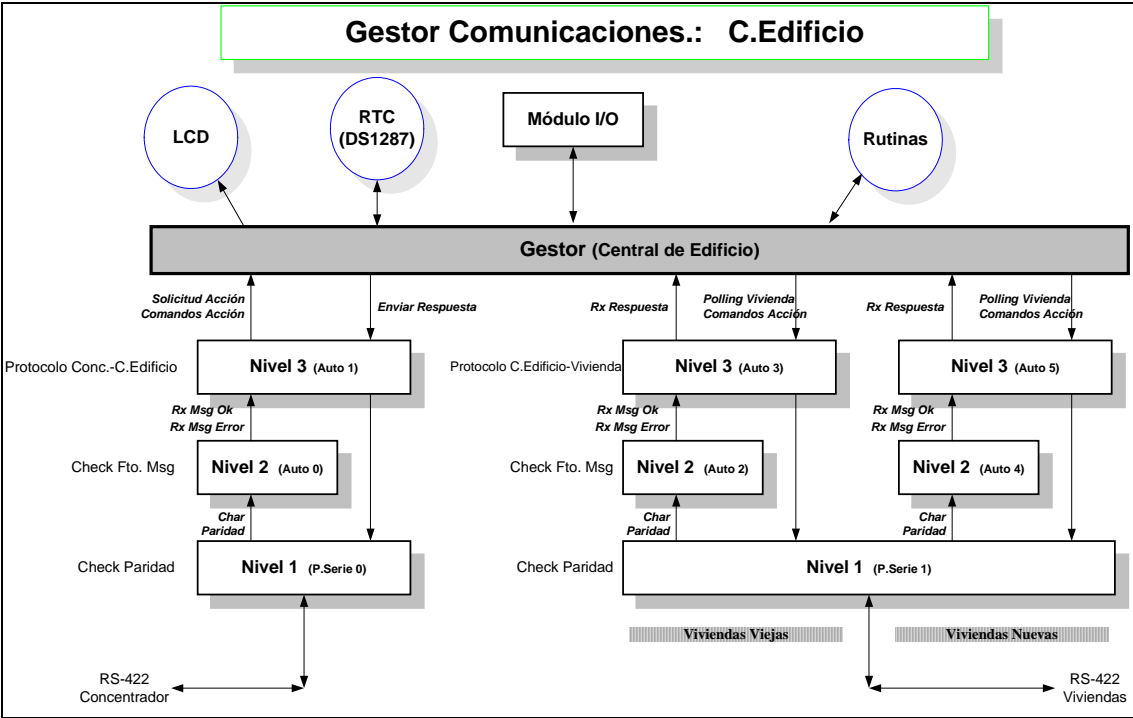 Gestor Comunicaciones.: C.Edificio
LCD
RTC
(DS1287)
Módulo I/O
Rutinas
Gestor (Central de Edificio)
Solicitud Acción
Comandos Acción
Enviar Respuesta
Rx Respuesta
Polling Vivienda
Comandos Acción
Rx Respuesta
Polling Vivienda
Comandos Acción
Protocolo Conc.-C.Edificio
Nivel 3 (Auto 1)
Protocolo C.Edificio-Vivienda
Nivel 3 (Auto 3)
Nivel 3 (Auto 5)
Rx Msg Ok
Rx Msg Error
Rx Msg Ok
Rx Msg Error
Rx Msg Ok
Rx Msg Error
Check Fto. Msg
Nivel 2 (Auto 0)
Check Fto. Msg
Nivel 2 (Auto 2)
Nivel 2 (Auto 4)
Char
Paridad
Char
Paridad
Char
Paridad
Check Paridad
Nivel 1 (P.Serie 0)
Check Paridad
Nivel 1 (P.Serie 1)
Viviendas Viejas
Viviendas Nuevas
RS-422
Concentrador
RS-422
Viviendas